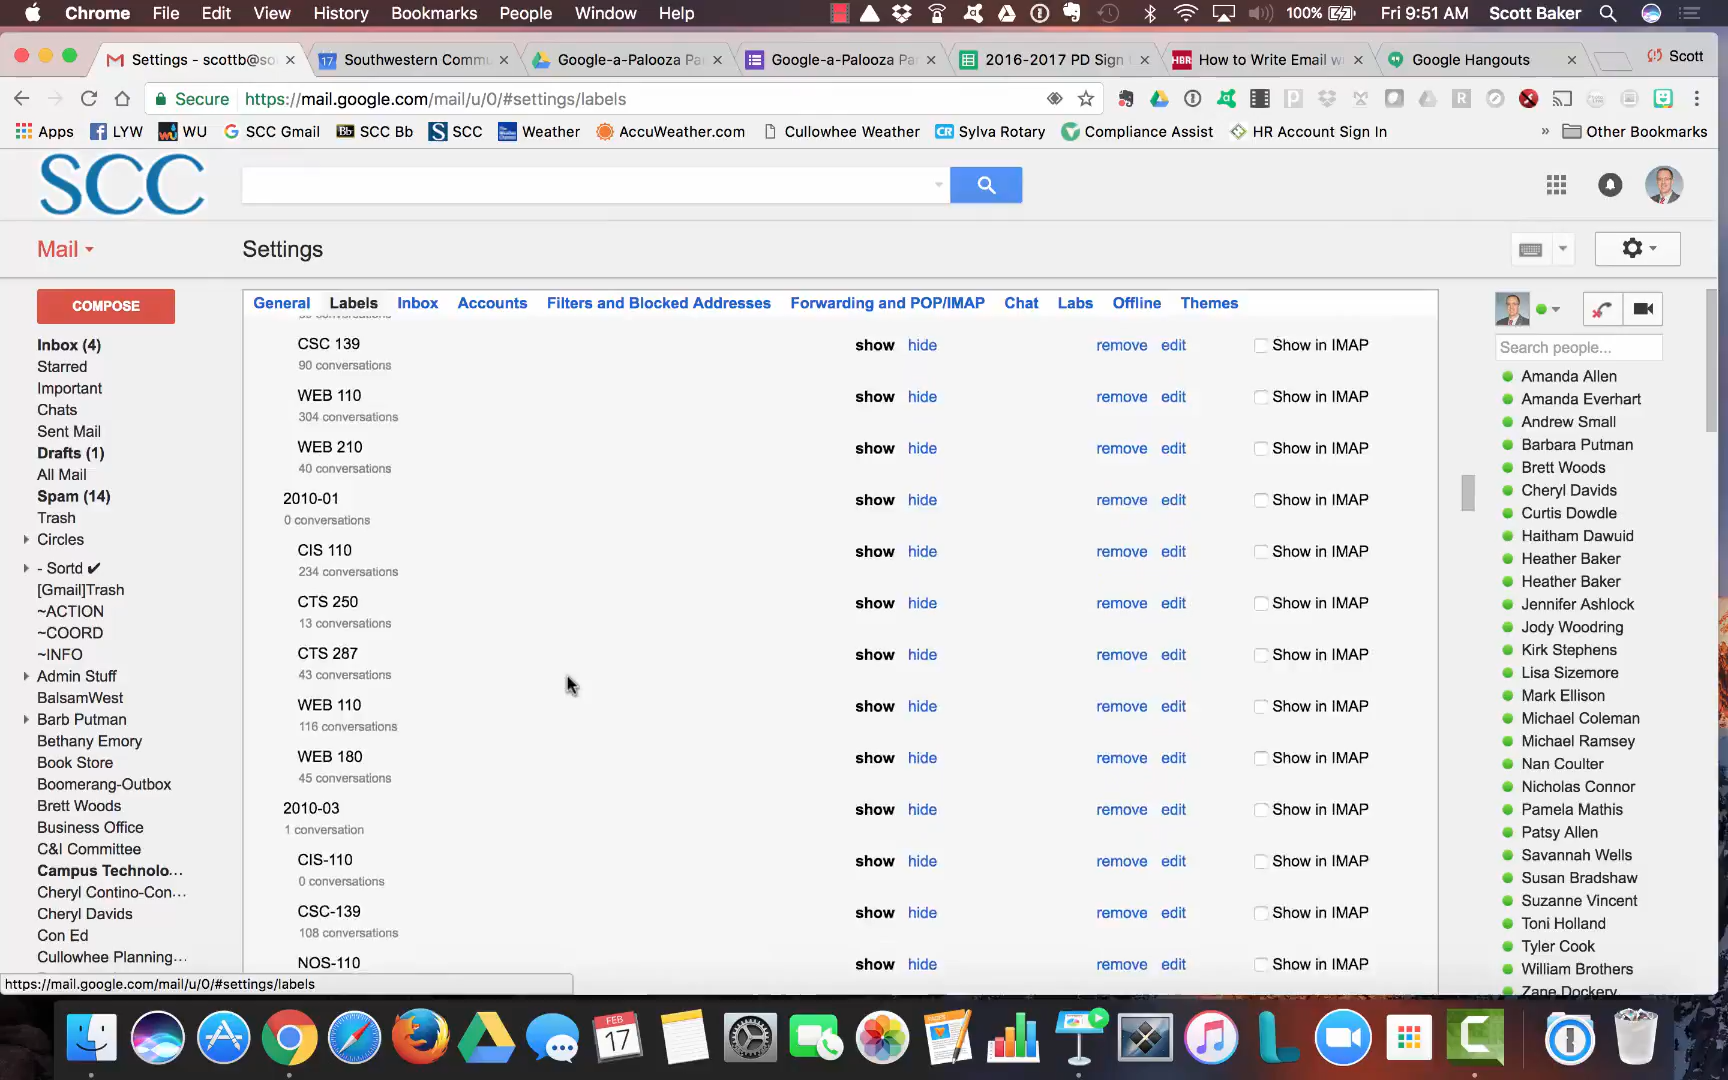 Chrome File Edit View History Bookmarks People Window Help 100% Fri 9:51 AM Scott Baker
Settings - scottb@so Southwestern Commu Google-a-Palooza Pa Google-a-Palooza Pa 2016-2017 PD Sign HBR How to Write Email w Google Hangouts Scott
Secure https://mail.google.com/mail/u/0/#settings/labels
Apps LYW WU SCC Gmail SCC Bb SCC Weather AccuWeather.com Cullowhee Weather Sylva Rotary Compliance Assist HR Account Sign In » Other Bookmarks
SCC
Mail Settings
COMPOSE
Inbox (4)
Starred
Important
Chats
Sent Mail
Drafts (1)
All Mail
Spam (14)
Trash
Circles
- Sortd ✔
[Gmail]Trash
~ACTION
~COORD
~INFO
Admin Stuff
BalsamWest
Barb Putman
Bethany Emory
Book Store
Boomerang-Outbox
Brett Woods
Business Office
C&I Committee
Campus Technolo...
Cheryl Contino-Con...
Cheryl Davids
Con Ed
Cullowhee Planning...
General Labels Inbox Accounts Filters and Blocked Addresses Forwarding and POP/IMAP Chat Labs Offline Themes
CSC 139 show hide remove edit Show in IMAP
90 conversations
WEB 110 show hide remove edit Show in IMAP
304 conversations
WEB 210 show hide remove edit Show in IMAP
40 conversations
2010-01 show hide remove edit Show in IMAP
0 conversations
CIS 110 show hide remove edit Show in IMAP
234 conversations
CTS 250 show hide remove edit Show in IMAP
13 conversations
CTS 287 show hide remove edit Show in IMAP
43 conversations
WEB 110 show hide remove edit Show in IMAP
116 conversations
WEB 180 show hide remove edit Show in IMAP
45 conversations
2010-03 show hide remove edit Show in IMAP
1 conversation
CIS-110 show hide remove edit Show in IMAP
0 conversations
CSC-139 show hide remove edit Show in IMAP
108 conversations
NOS-110 show hide remove edit Show in IMAP
Search people...
Amanda Allen
Amanda Everhart
Andrew Small
Barbara Putman
Brett Woods
Cheryl Davids
Curtis Dowdle
Haitham Dawuid
Heather Baker
Heather Baker
Jennifer Ashlock
Jody Woodring
Kirk Stephens
Lisa Sizemore
Mark Ellison
Michael Coleman
Michael Ramsey
Nan Coulter
Nicholas Connor
Pamela Mathis
Patsy Allen
Savannah Wells
Susan Bradshaw
Suzanne Vincent
Toni Holland
Tyler Cook
William Brothers
Zane Dockery
https://mail.google.com/mail/u/0/#settings/labels
FEB
17